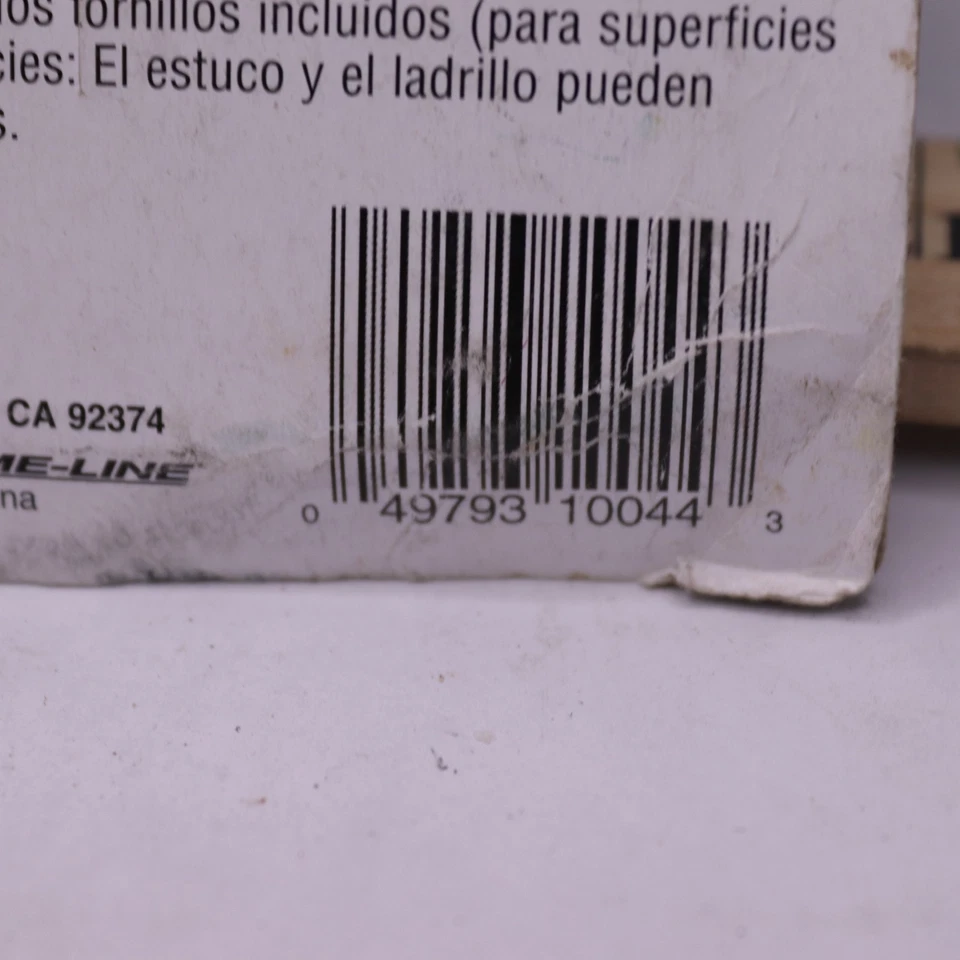 los tornillos incluidos (para superficies
cies: El estuco y el ladrillo pueden
s.
CA 92374
ME-LINE
na
0 49793 10044 3